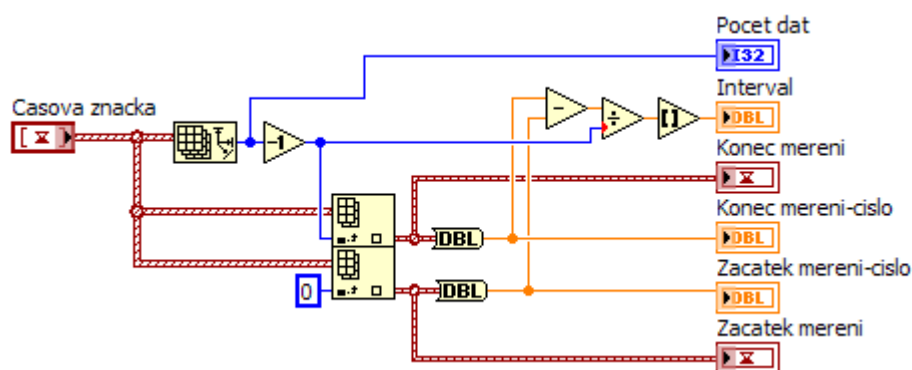 Pocet dat
I32
Interval
DBL
Casova znacka
-1
Konec mereni
DBL
Konec mereni-cislo
DBL
Zacatek mereni-cislo
0
DBL
DBL
Zacatek mereni